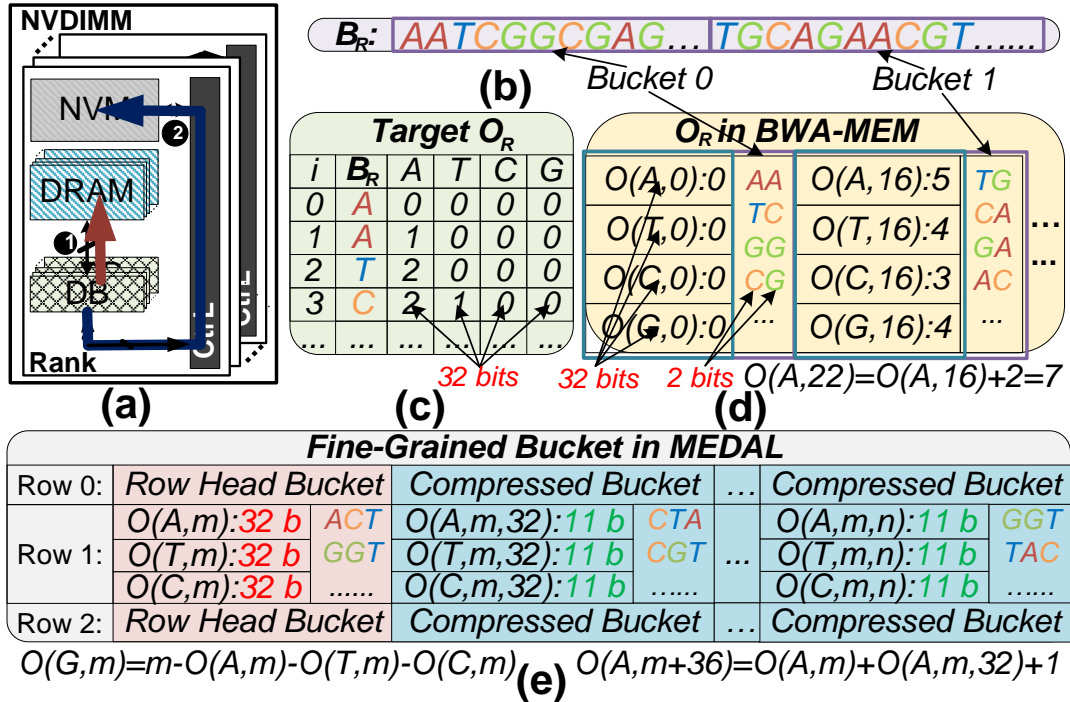 NVDIMM
NVM
2
DRAM
1
DB
Ctrl
Ctrl
Rank
(a)
B_R: AATCGGCGAG... TGCAGAACGT......
Bucket 0
Bucket 1
(b)
Target O_R
i B_R A T C G
0 A 0 0 0 0
1 A 1 0 0 0
2 T 2 0 0 0
3 C 2 1 0 0
... ... ... ... ... ...
32 bits
(c)
O_R in BWA-MEM
O(A,0):0 AA O(A,16):5 TG
O(T,0):0 TC O(T,16):4 CA ...
GG GA ...
O(C,0):0 CG O(C,16):3 AC
O(G,0):0 ... O(G,16):4 ...
32 bits 2 bits O(A,22)=O(A,16)+2=7
(d)
Fine-Grained Bucket in MEDAL
Row 0: Row Head Bucket Compressed Bucket ... Compressed Bucket
Row 1: O(A,m):32 b ACT O(A,m,32):11 b CTA ... O(A,m,n):11 b GGT
O(T,m):32 b GGT O(T,m,32):11 b CGT O(T,m,n):11 b TAC
O(C,m):32 b ...... O(C,m,32):11 b ...... O(C,m,n):11 b ......
Row 2: Row Head Bucket Compressed Bucket ... Compressed Bucket
O(G,m)=m-O(A,m)-O(T,m)-O(C,m) O(A,m+36)=O(A,m)+O(A,m,32)+1
(e)